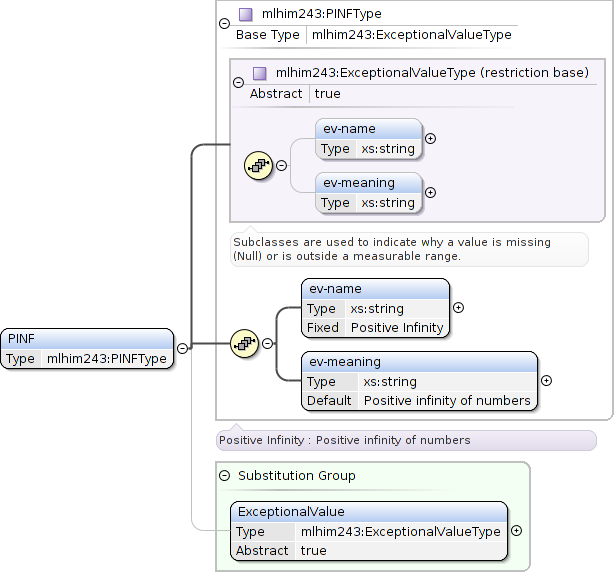 mlhim243:PINFType
Base Type mlhim243:ExceptionalValueType
mlhim243:ExceptionalValueType (restriction base)
Abstract true
ev-name
Type xs:string
ev-meaning
Type xs:string
Subclasses are used to indicate why a value is missing
(Null) or is outside a measurable range.
ev-name
Type xs:string
Fixed Positive Infinity
PINF
Type mlhim243:PINFType
ev-meaning
Type xs:string
Default Positive infinity of numbers
Positive Infinity : Positive infinity of numbers
Substitution Group
ExceptionalValue
Type mlhim243:ExceptionalValueType
Abstract true